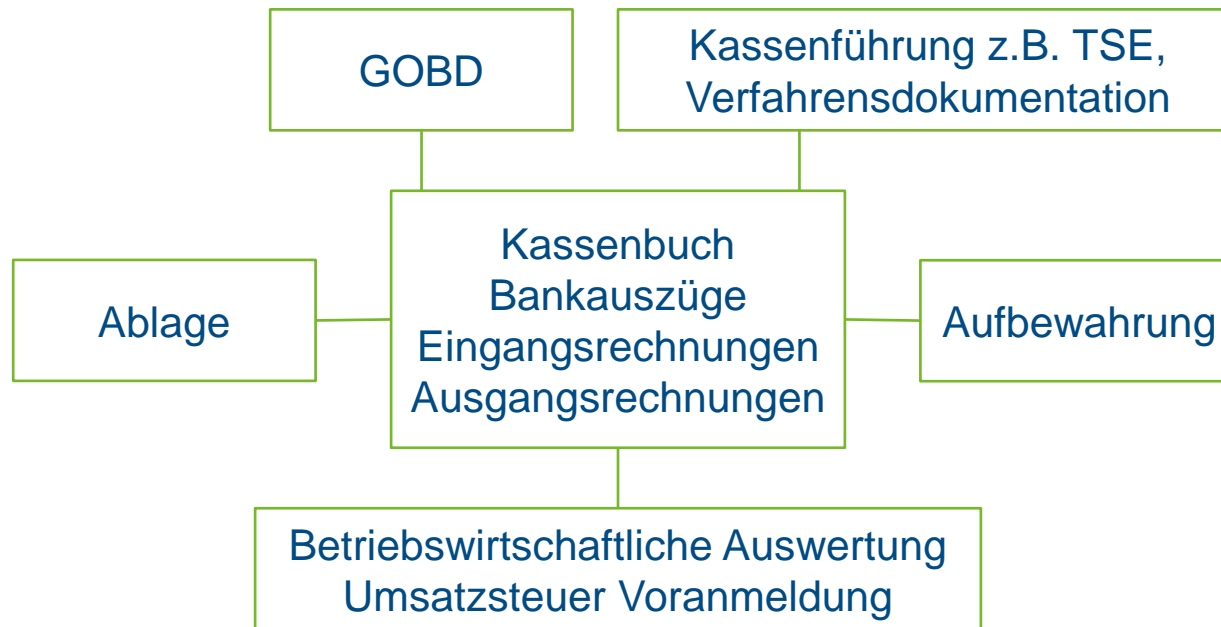 GOBD
Kassenführung z.B. TSE,
Verfahrensdokumentation
Kassenbuch
Bankauszüge
Eingangsrechnungen
Ausgangsrechnungen
Ablage
Aufbewahrung
Betriebswirtschaftliche Auswertung
Umsatzsteuer Voranmeldung